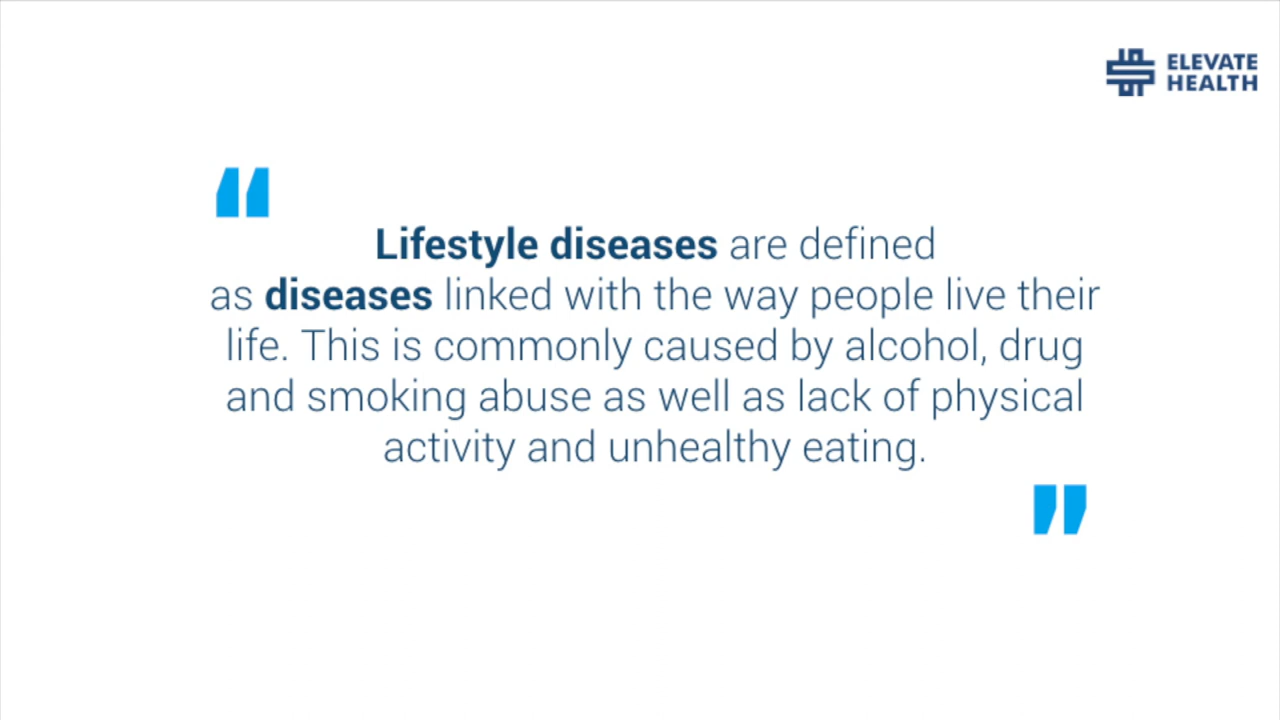 ELEVATE
HEALTH
“
Lifestyle diseases are defined
as diseases linked with the way people live their
life. This is commonly caused by alcohol, drug
and smoking abuse as well as lack of physical
activity and unhealthy eating.
”